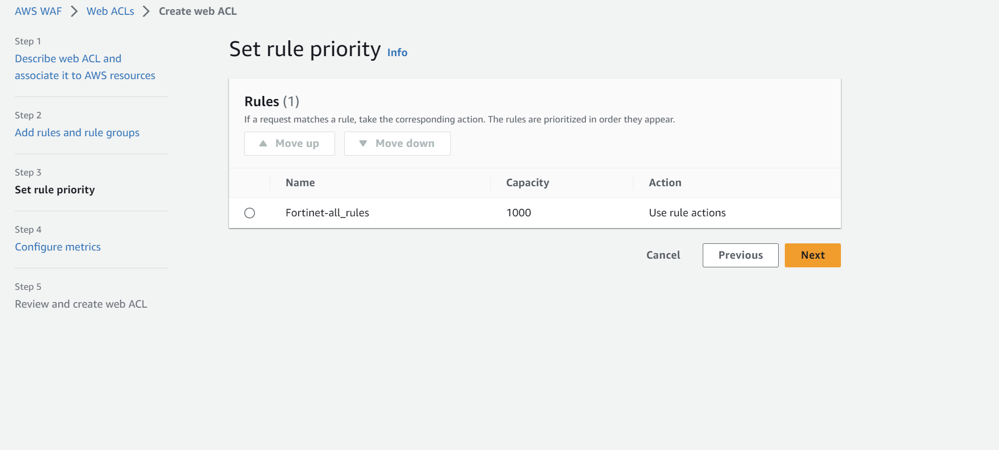 AWS WAF > Web ACLs > Create web ACL
Step 1
Describe web ACL and
associate it to AWS resources
Step 2
Add rules and rule groups
Step 3
Set rule priority
Step 4
Configure metrics
Step 5
Review and create web ACL
Set rule priority Info
Rules (1)
If a request matches a rule, take the corresponding action. The rules are prioritized in order they appear.
▲ Move up ▼ Move down
Name Capacity Action
Fortinet-all_rules 1000 Use rule actions
Cancel Previous Next